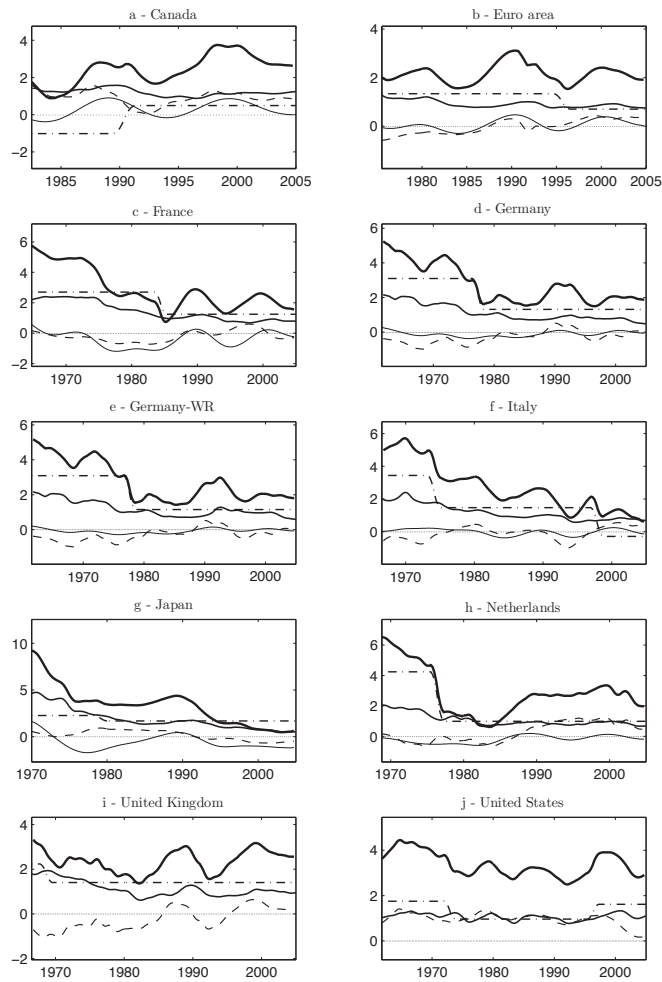 a - Canada
4
2
0
−2
1985 1990 1995 2000 2005
b - Euro area
4
2
0
1980 1985 1990 1995 2000 2005
c - France
6
4
2
0
−2
1970 1980 1990 2000
d - Germany
6
4
2
0
1970 1980 1990 2000
e - Germany-WR
6
4
2
0
1970 1980 1990 2000
f - Italy
6
4
2
0
1970 1980 1990 2000
g - Japan
10
5
0
1970 1980 1990 2000
h - Netherlands
6
4
2
0
1970 1980 1990 2000
i - United Kingdom
4
2
0
−2
1970 1980 1990 2000
j - United States
4
2
0
1970 1980 1990 2000